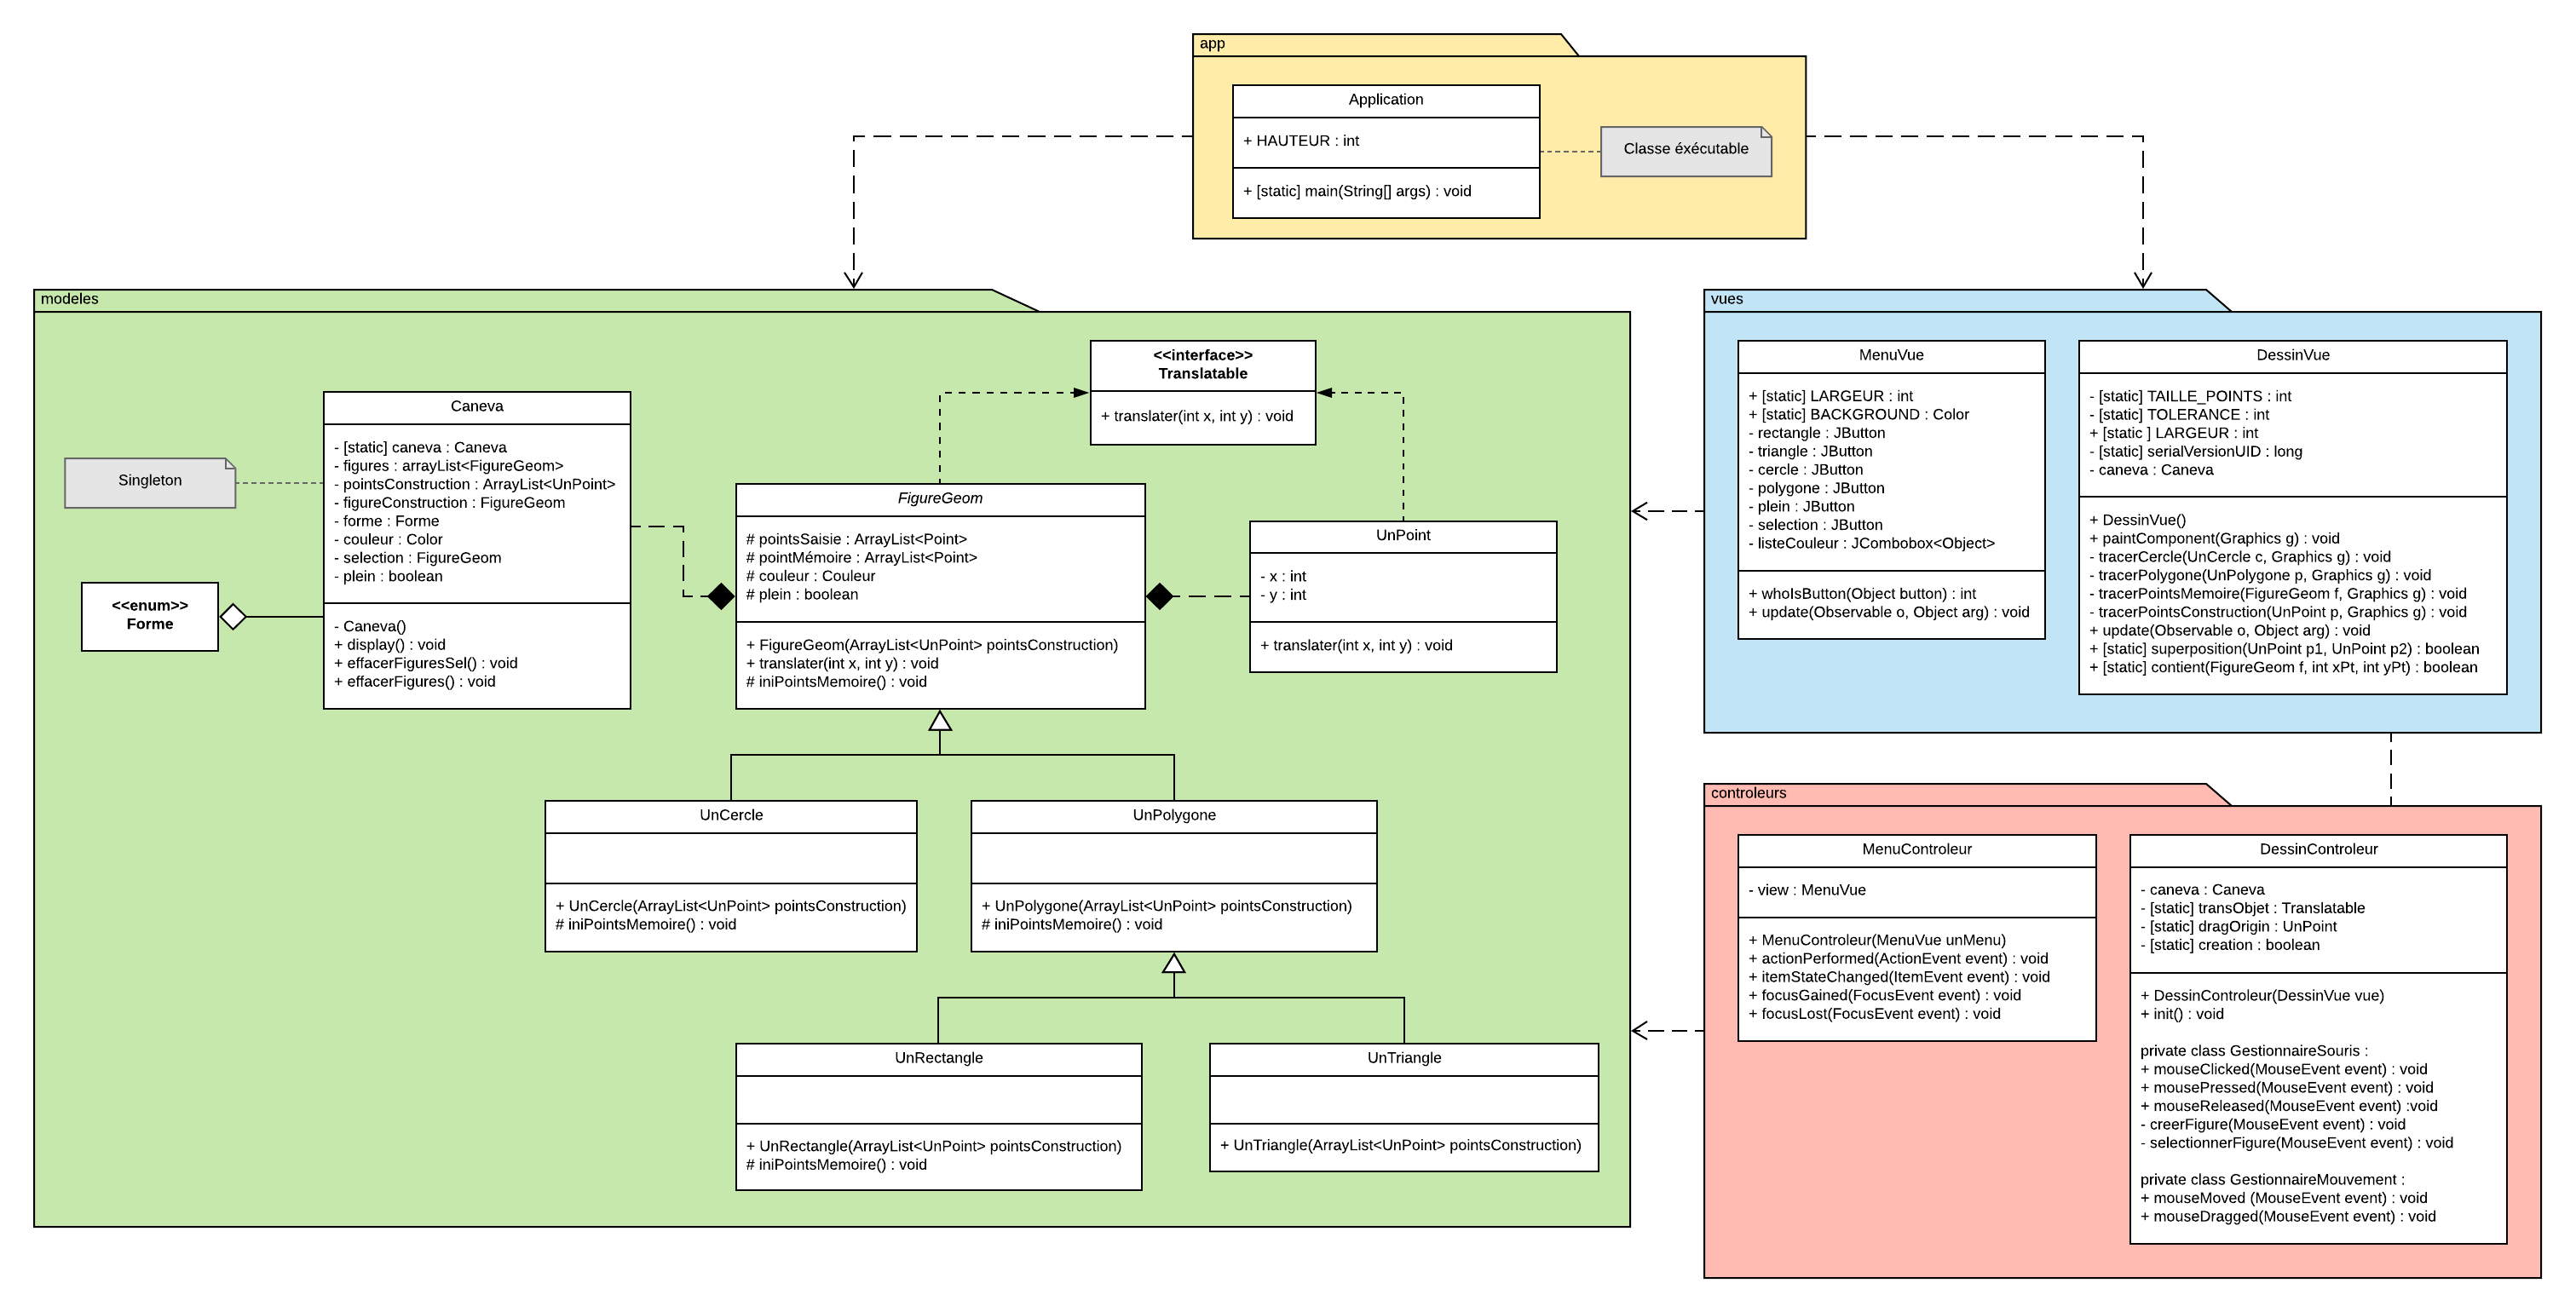 app
Application
+ HAUTEUR : int
+ [static] main(String[] args) : void
Classe éxécutable
modeles
<<interface>>
Translatable
+ translater(int x, int y) : void
Caneva
- [static] caneva : Caneva
- figures : arrayList<FigureGeom>
- pointsConstruction : ArrayList<UnPoint>
- figureConstruction : FigureGeom
- forme : Forme
- couleur : Color
- selection : FigureGeom
- plein : boolean
- Caneva()
+ display() : void
+ effacerFiguresSel() : void
+ effacerFigures() : void
Singleton
<<enum>>
Forme
FigureGeom
# pointsSaisie : ArrayList<Point>
# pointMémoire : ArrayList<Point>
# couleur : Couleur
# plein : boolean
+ FigureGeom(ArrayList<UnPoint> pointsConstruction)
+ translater(int x, int y) : void
# iniPointsMemoire() : void
UnPoint
- x : int
- y : int
+ translater(int x, int y) : void
UnCercle
+ UnCercle(ArrayList<UnPoint> pointsConstruction)
# iniPointsMemoire() : void
UnPolygone
+ UnPolygone(ArrayList<UnPoint> pointsConstruction)
# iniPointsMemoire() : void
UnRectangle
+ UnRectangle(ArrayList<UnPoint> pointsConstruction)
# iniPointsMemoire() : void
UnTriangle
+ UnTriangle(ArrayList<UnPoint> pointsConstruction)
vues
MenuVue
+ [static] LARGEUR : int
+ [static] BACKGROUND : Color
- rectangle : JButton
- triangle : JButton
- cercle : JButton
- polygone : JButton
- plein : JButton
- selection : JButton
- listeCouleur : JCombobox<Object>
+ whoIsButton(Object button) : int
+ update(Observable o, Object arg) : void
DessinVue
- [static] TAILLE_POINTS : int
- [static] TOLERANCE : int
+ [static ] LARGEUR : int
- [static] serialVersionUID : long
- caneva : Caneva
+ DessinVue()
+ paintComponent(Graphics g) : void
- tracerCercle(UnCercle c, Graphics g) : void
- tracerPolygone(UnPolygone p, Graphics g) : void
- tracerPointsMemoire(FigureGeom f, Graphics g) : void
- tracerPointsConstruction(UnPoint p, Graphics g) : void
+ update(Observable o, Object arg) : void
+ [static] superposition(UnPoint p1, UnPoint p2) : boolean
+ [static] contient(FigureGeom f, int xPt, int yPt) : boolean
controleurs
MenuControleur
- view : MenuVue
+ MenuControleur(MenuVue unMenu)
+ actionPerformed(ActionEvent event) : void
+ itemStateChanged(ItemEvent event) : void
+ focusGained(FocusEvent event) : void
+ focusLost(FocusEvent event) : void
DessinControleur
- caneva : Caneva
- [static] transObjet : Translatable
- [static] dragOrigin : UnPoint
- [static] creation : boolean
+ DessinControleur(DessinVue vue)
+ init() : void
private class GestionnaireSouris :
+ mouseClicked(MouseEvent event) : void
+ mousePressed(MouseEvent event) : void
+ mouseReleased(MouseEvent event) :void
- creerFigure(MouseEvent event) : void
- selectionnerFigure(MouseEvent event) : void
private class GestionnaireMouvement :
+ mouseMoved (MouseEvent event) : void
+ mouseDragged(MouseEvent event) : void